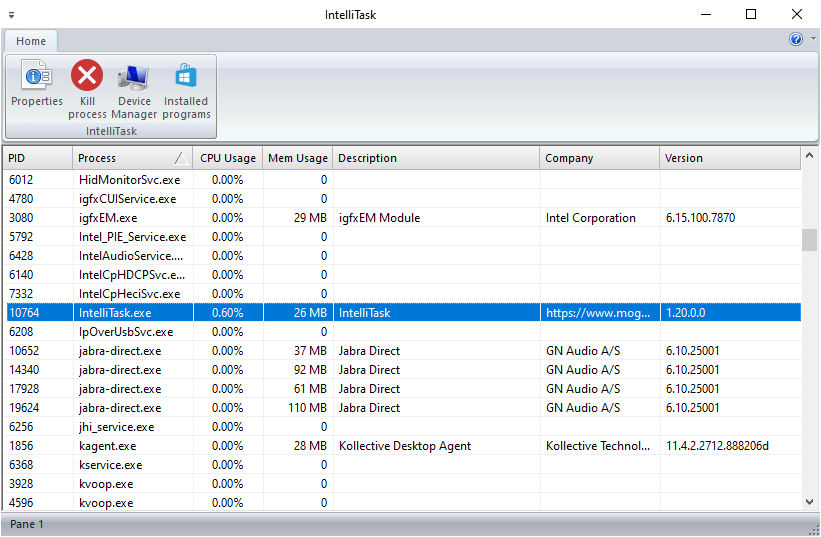 IntelliTask
Home
Properties
Kill process
Device Manager
Installed programs
IntelliTask
PID Process CPU Usage Mem Usage Description Company Version
6012 HidMonitorSvc.exe 0.00% 0
4780 igfxCUIService.exe 0.00% 0
3080 igfxEM.exe 0.00% 29 MB igfxEM Module Intel Corporation 6.15.100.7870
5792 Intel_PIE_Service.exe 0.00% 0
6428 IntelAudioService.... 0.00% 0
6140 IntelCpHDCPSvc.e... 0.00% 0
7332 IntelCpHeciSvc.exe 0.00% 0
10764 IntelliTask.exe 0.60% 26 MB IntelliTask https://www.mog... 1.20.0.0
6208 IpOverUsbSvc.exe 0.00% 0
10652 jabra-direct.exe 0.00% 37 MB Jabra Direct GN Audio A/S 6.10.25001
14340 jabra-direct.exe 0.00% 92 MB Jabra Direct GN Audio A/S 6.10.25001
17928 jabra-direct.exe 0.00% 61 MB Jabra Direct GN Audio A/S 6.10.25001
19624 jabra-direct.exe 0.00% 110 MB Jabra Direct GN Audio A/S 6.10.25001
6256 jhi_service.exe 0.00% 0
1856 kagent.exe 0.00% 28 MB Kollective Desktop Agent Kollective Technol... 11.4.2.2712.888206d
6368 kservice.exe 0.00% 0
3928 kvoop.exe 0.00% 0
4596 kvoop.exe 0.00% 0
Pane 1